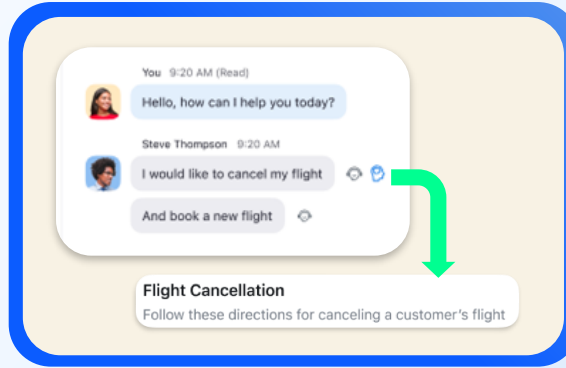 You 9:20 AM (Read)
Hello, how can I help you today?
Steve Thompson 9:20 AM
I would like to cancel my flight
And book a new flight
Flight Cancellation
Follow these directions for canceling a customer's flight